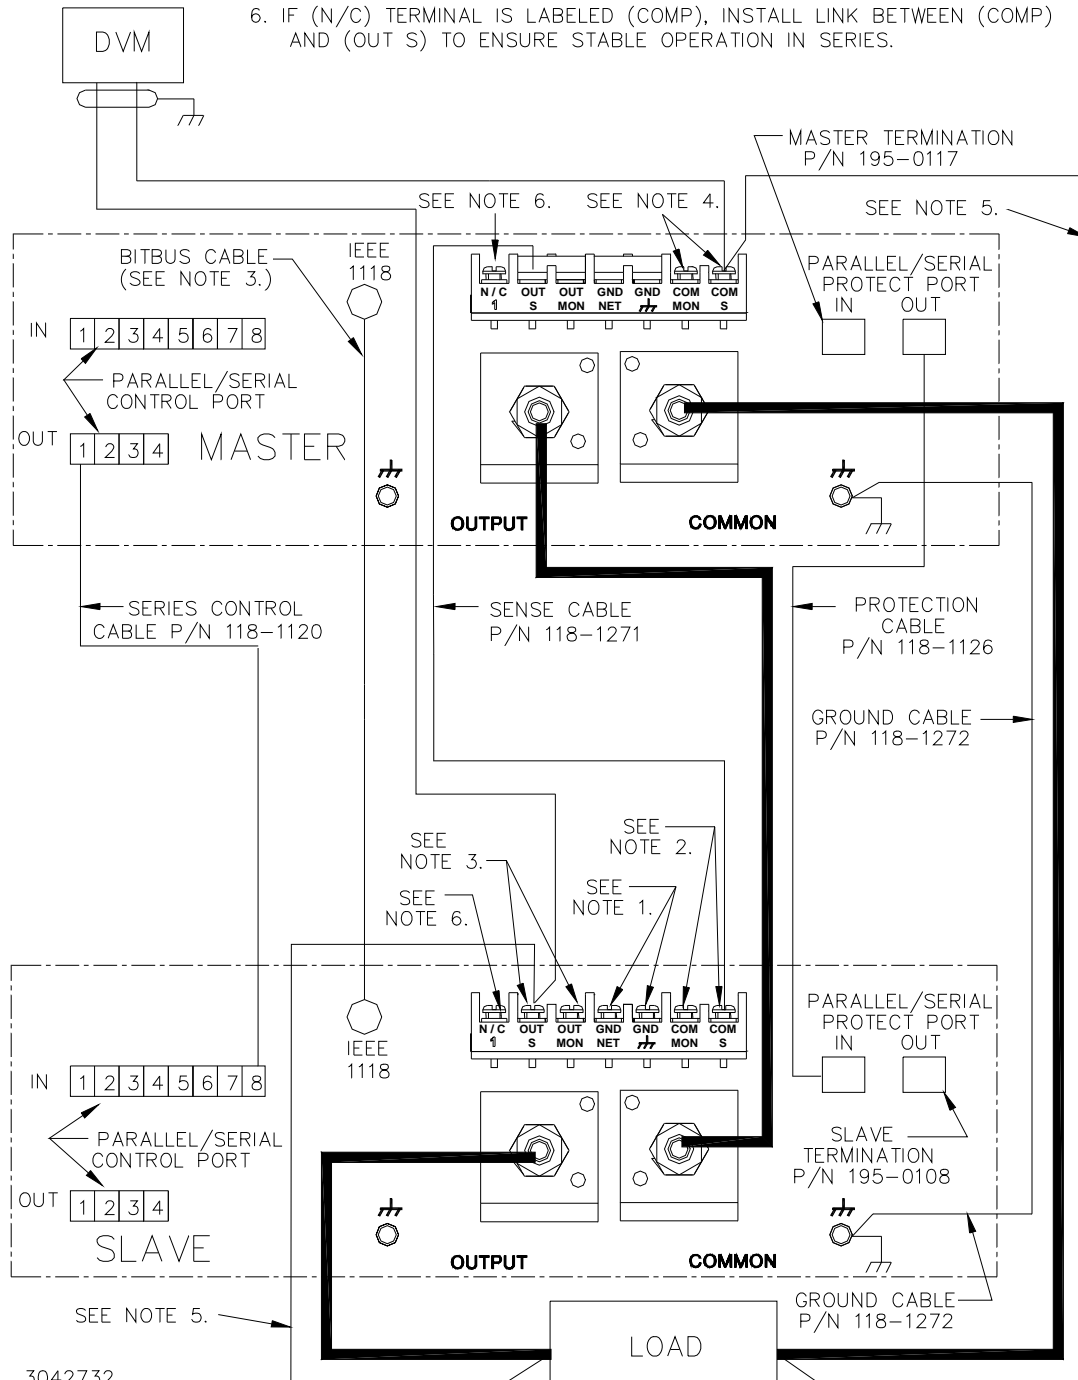 6. IF (N/C) TERMINAL IS LABELED (COMP), INSTALL LINK BETWEEN (COMP)
AND (OUT S) TO ENSURE STABLE OPERATION IN SERIES.
DVM
MASTER TERMINATION
P/N 195-0117
SEE NOTE 6.
SEE NOTE 4.
SEE NOTE 5.
BITBUS CABLE
(SEE NOTE 3.)
IEEE
1118
N / C
1
OUT
S
OUT
MON
GND
NET
GND
COM
MON
COM
S
PARALLEL/SERIAL
PROTECT PORT
IN
OUT
IN
1 2 3 4 5 6 7 8
PARALLEL/SERIAL
CONTROL PORT
OUT
1 2 3 4
MASTER
OUTPUT
COMMON
SERIES CONTROL
CABLE P/N 118-1120
SENSE CABLE
P/N 118-1271
PROTECTION
CABLE
P/N 118-1126
GROUND CABLE
P/N 118-1272
SEE
NOTE 3.
SEE
NOTE 2.
SEE
NOTE 6.
SEE
NOTE 1.
N / C
1
OUT
S
OUT
MON
GND
NET
GND
COM
MON
COM
S
IEEE
1118
PARALLEL/SERIAL
PROTECT PORT
IN
OUT
IN
1 2 3 4 5 6 7 8
PARALLEL/SERIAL
CONTROL PORT
OUT
1 2 3 4
SLAVE
SLAVE
TERMINATION
P/N 195-0108
OUTPUT
COMMON
GROUND CABLE
P/N 118-1272
SEE NOTE 5.
LOAD
3042732